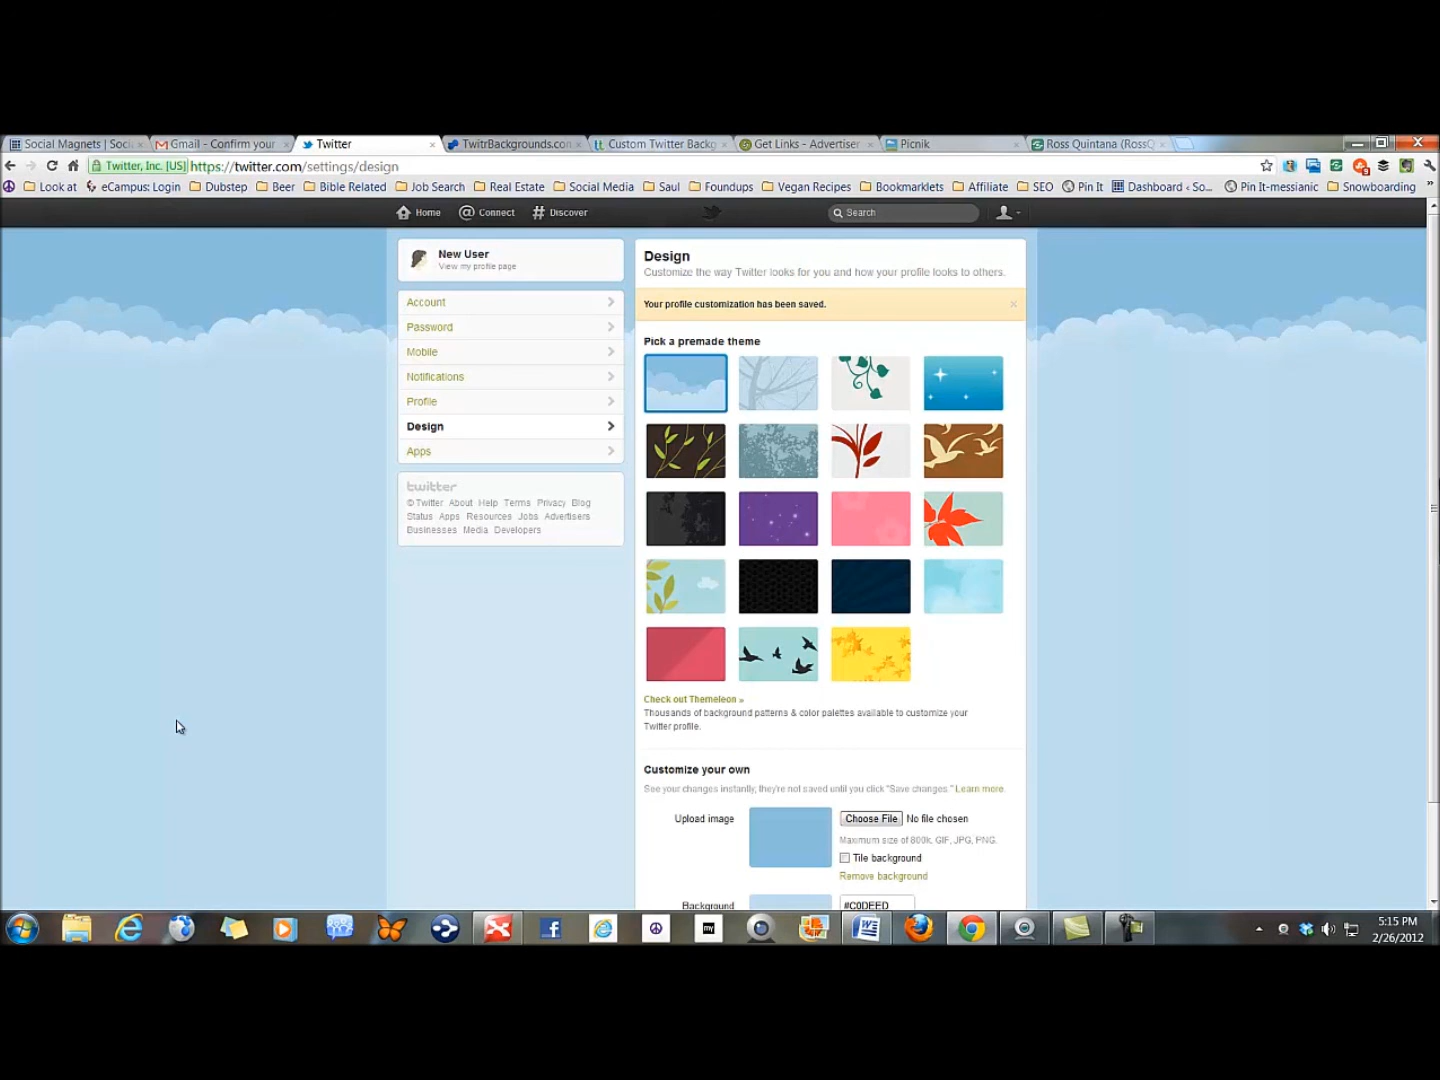 Social Magnets | Soci
Gmail - Confirm your
Twitter
TwitrBackgrounds.com
Custom Twitter Backg
Get Links - Advertiser
Picnik
Ross Quintana (RossQ
Twitter, Inc. [US] https://twitter.com/settings/design
Look at eCampus: Login Dubstep Beer Bible Related Job Search Real Estate Social Media Saul Foundups Vegan Recipes Bookmarklets Affiliate SEO Pin It Dashboard ‹ So... Pin It-messianic Snowboarding »
Home Connect Discover Search
New User
View my profile page
Account
Password
Mobile
Notifications
Profile
Design
Apps
twitter
© Twitter About Help Terms Privacy Blog
Status Apps Resources Jobs Advertisers
Businesses Media Developers
Design
Customize the way Twitter looks for you and how your profile looks to others.
Your profile customization has been saved.
Pick a premade theme
Check out Themeleon »
Thousands of background patterns & color palettes available to customize your
Twitter profile.
Customize your own
See your changes instantly; they're not saved until you click "Save changes." Learn more.
Upload image
Choose File No file chosen
Maximum size of 800k. GIF, JPG, PNG.
Tile background
Remove background
Background
#C0DEED
my
5:15 PM
2/26/2012